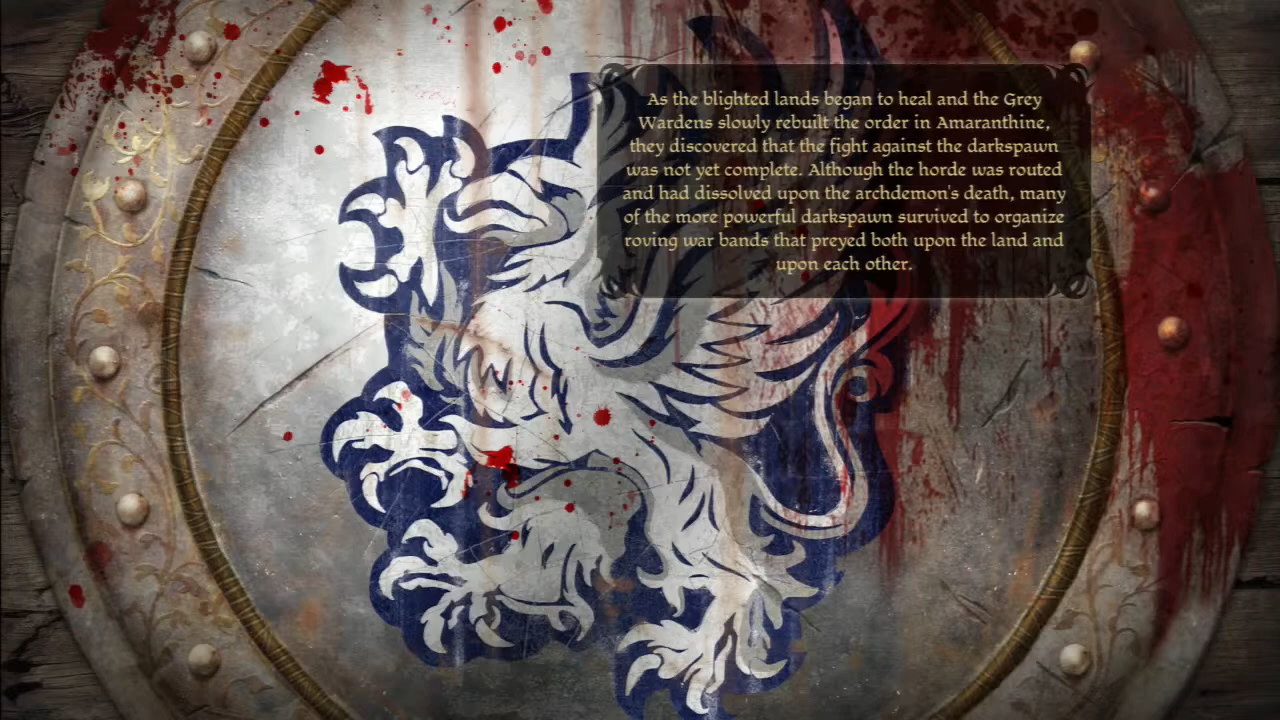 As the blighted lands began to heal and the Grey
Wardens slowly rebuilt the order in Amaranthine,
they discovered that the fight against the darkspawn
was not yet complete. Although the horde was routed
and had dissolved upon the archdemon's death, many
of the more powerful darkspawn survived to organize
roving war bands that preyed both upon the land and
upon each other.